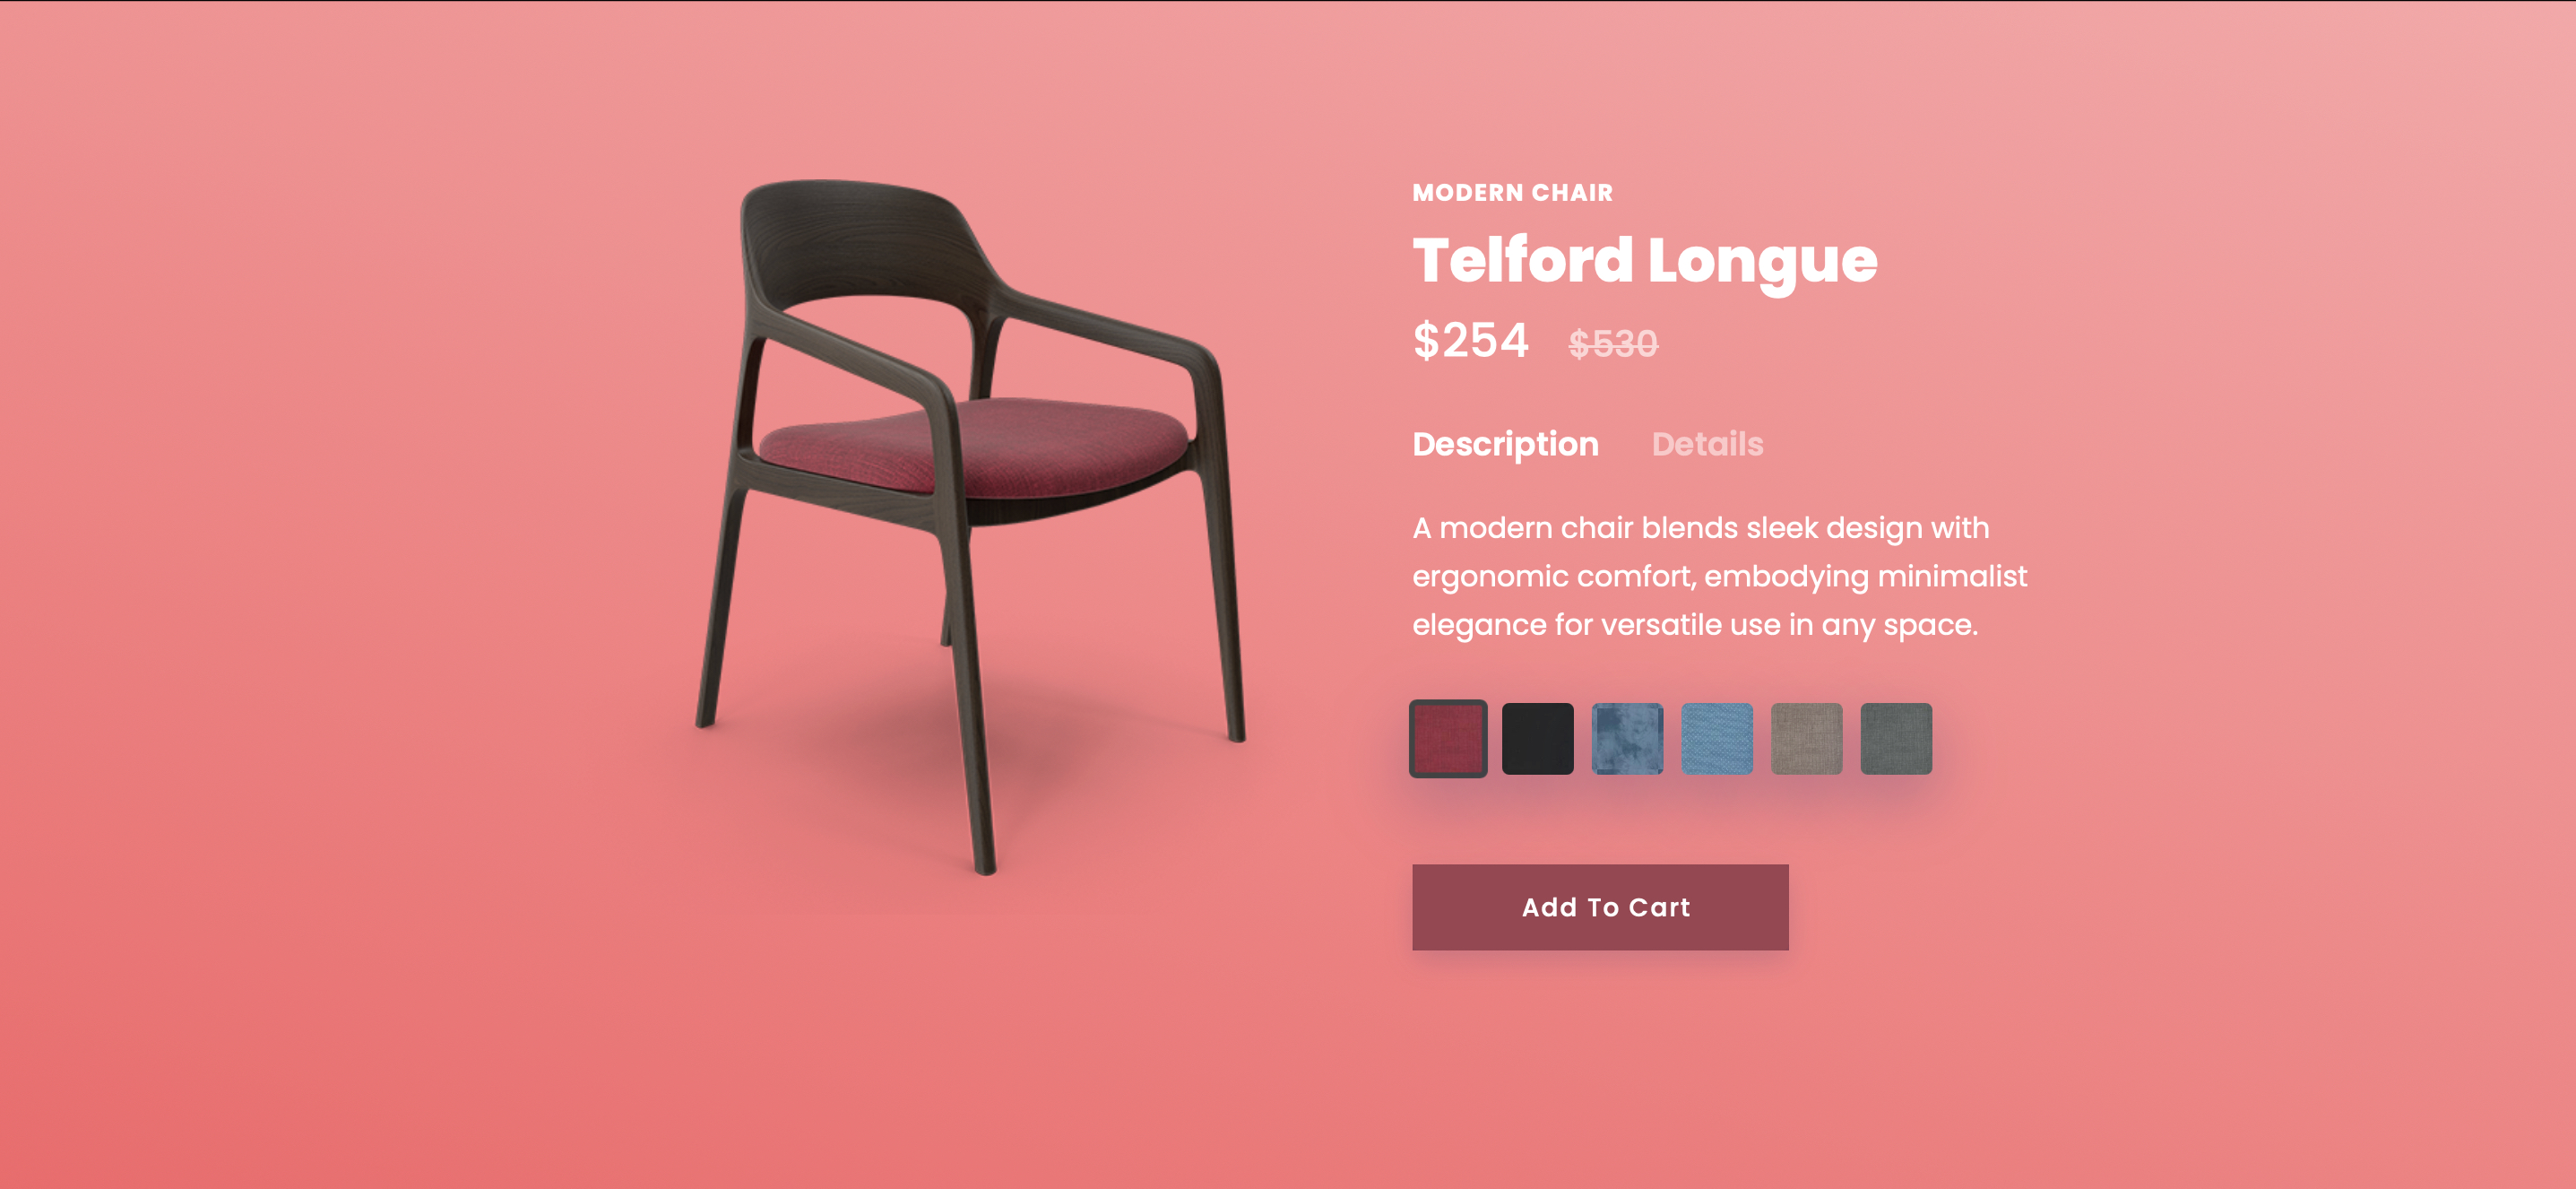 MODERN CHAIR
Telford Longue
$254 $530
Description Details
A modern chair blends sleek design with
ergonomic comfort, embodying minimalist
elegance for versatile use in any space.
Add To Cart